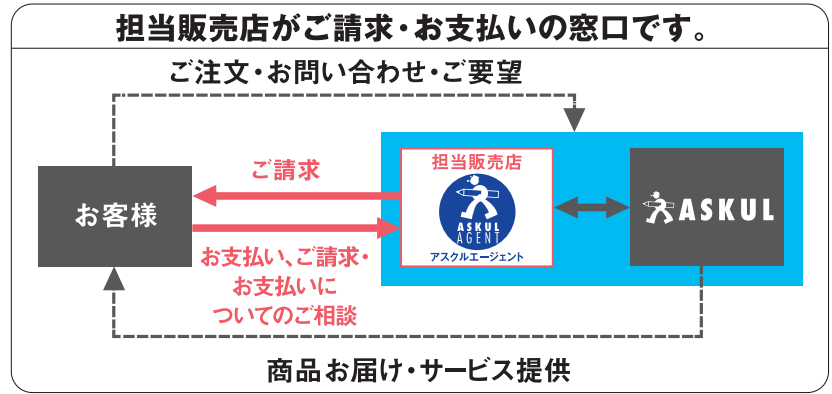 担当販売店がご請求・お支払いの窓口です。
ご注文・お問い合わせ・ご要望
ご請求
担当販売店
お客様
ASKUL
AGENT
アスクルエージェント
ASKUL
お支払い、ご請求・
お支払いに
ついてのご相談
商品お届け・サービス提供